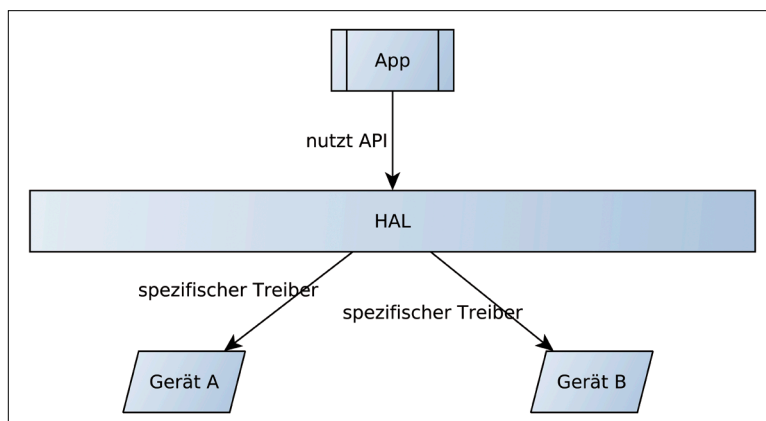 App
nutzt API
HAL
spezifischer Treiber
spezifischer Treiber
Gerät A
Gerät B